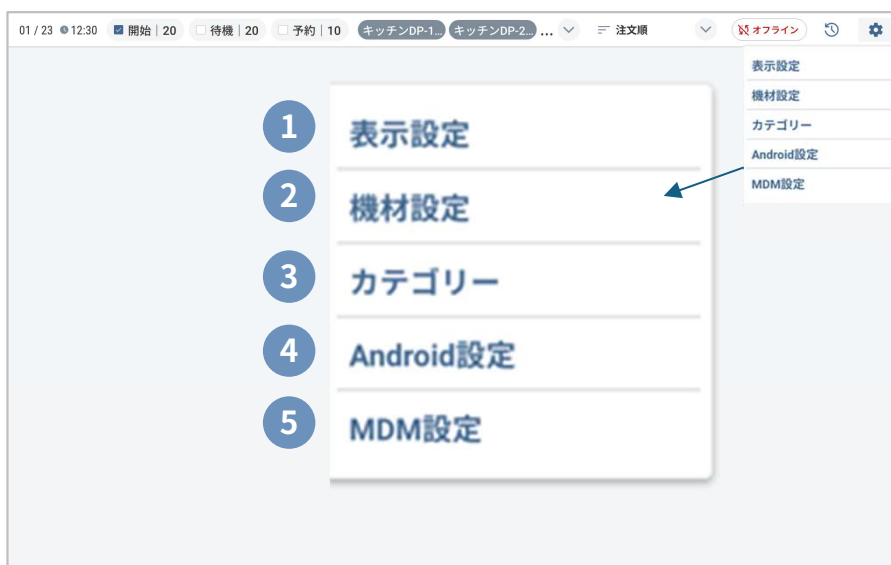 01 / 23 12:30 開始 | 20 待機 | 20 予約 | 10 キッチンDP-1... キッチンDP-2... ... 注文順 オフライン
表示設定
機材設定
カテゴリー
Android設定
MDM設定
1 表示設定
2 機材設定
3 カテゴリー
4 Android設定
5 MDM設定